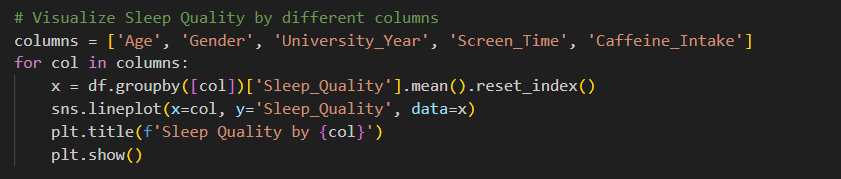 # Visualize Sleep Quality by different columns
columns = ['Age', 'Gender', 'University_Year', 'Screen_Time', 'Caffeine_Intake']
for col in columns:
    x = df.groupby([col])['Sleep_Quality'].mean().reset_index()
    sns.lineplot(x=col, y='Sleep_Quality', data=x)
    plt.title(f'Sleep Quality by {col}')
    plt.show()